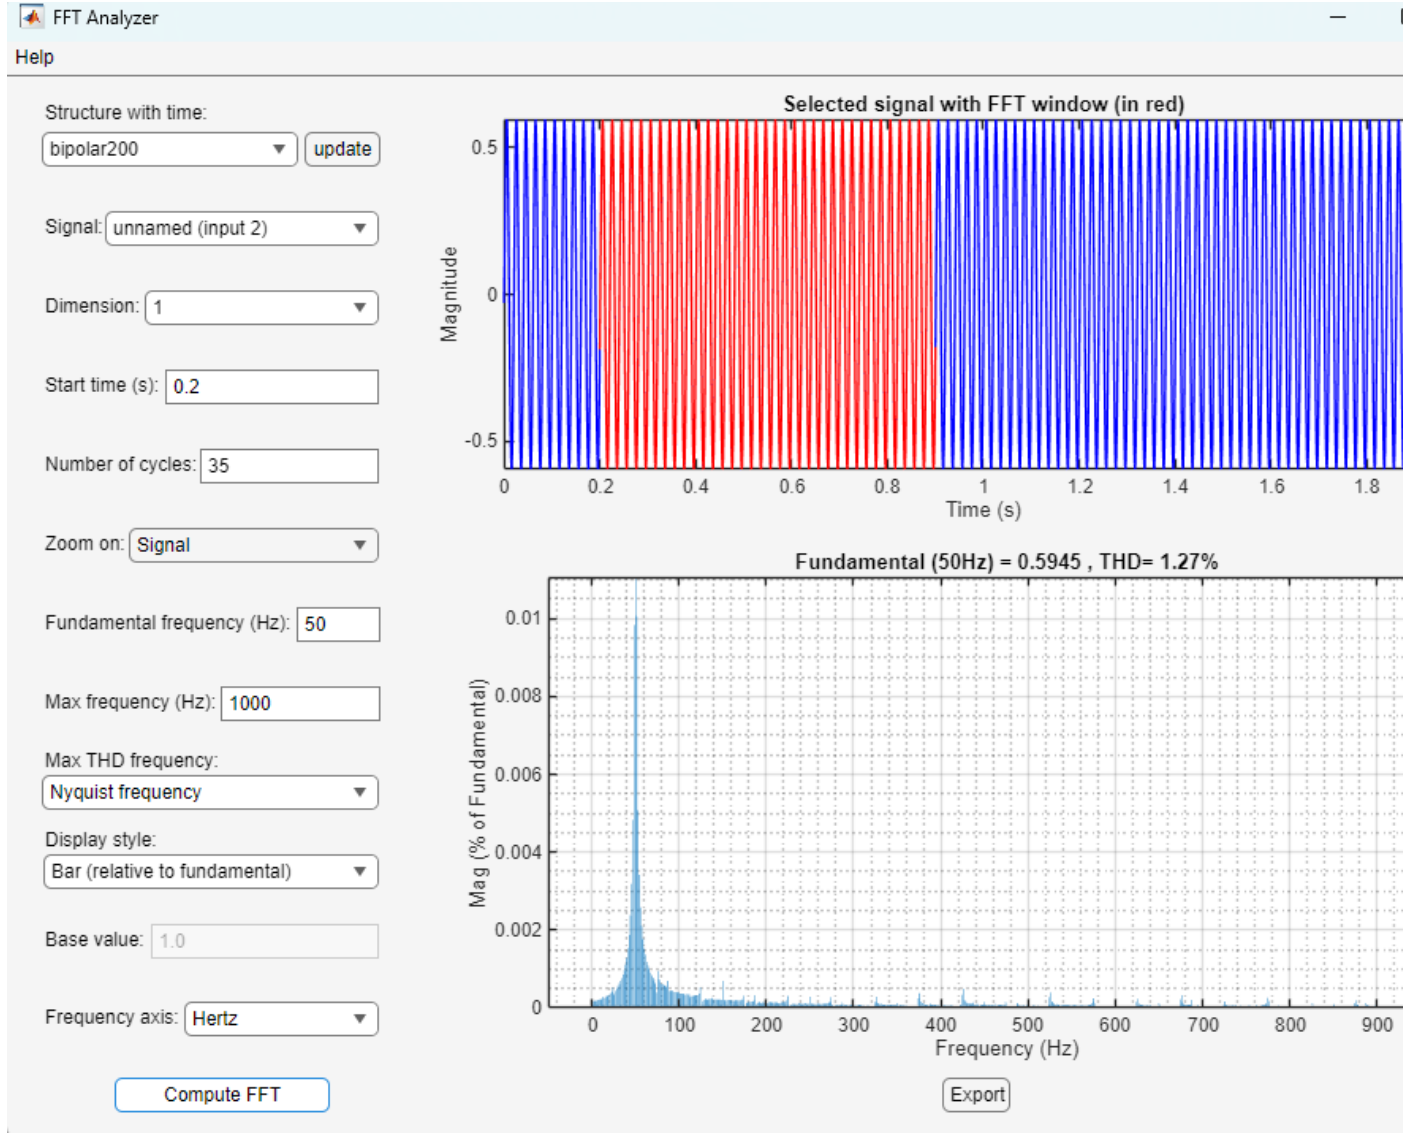 FFT Analyzer
Help
Structure with time:
bipolar200
update
Signal: unnamed (input 2)
Dimension: 1
Start time (s): 0.2
Number of cycles: 35
Zoom on: Signal
Fundamental frequency (Hz): 50
Max frequency (Hz): 1000
Max THD frequency:
Nyquist frequency
Display style:
Bar (relative to fundamental)
Base value: 1.0
Frequency axis: Hertz
Compute FFT
Selected signal with FFT window (in red)
Magnitude
0.5
0
-0.5
0 0.2 0.4 0.6 0.8 1 1.2 1.4 1.6 1.8
Time (s)
Fundamental (50Hz) = 0.5945 , THD= 1.27%
Mag (% of Fundamental)
0.01
0.008
0.006
0.004
0.002
0
0 100 200 300 400 500 600 700 800 900
Frequency (Hz)
Export